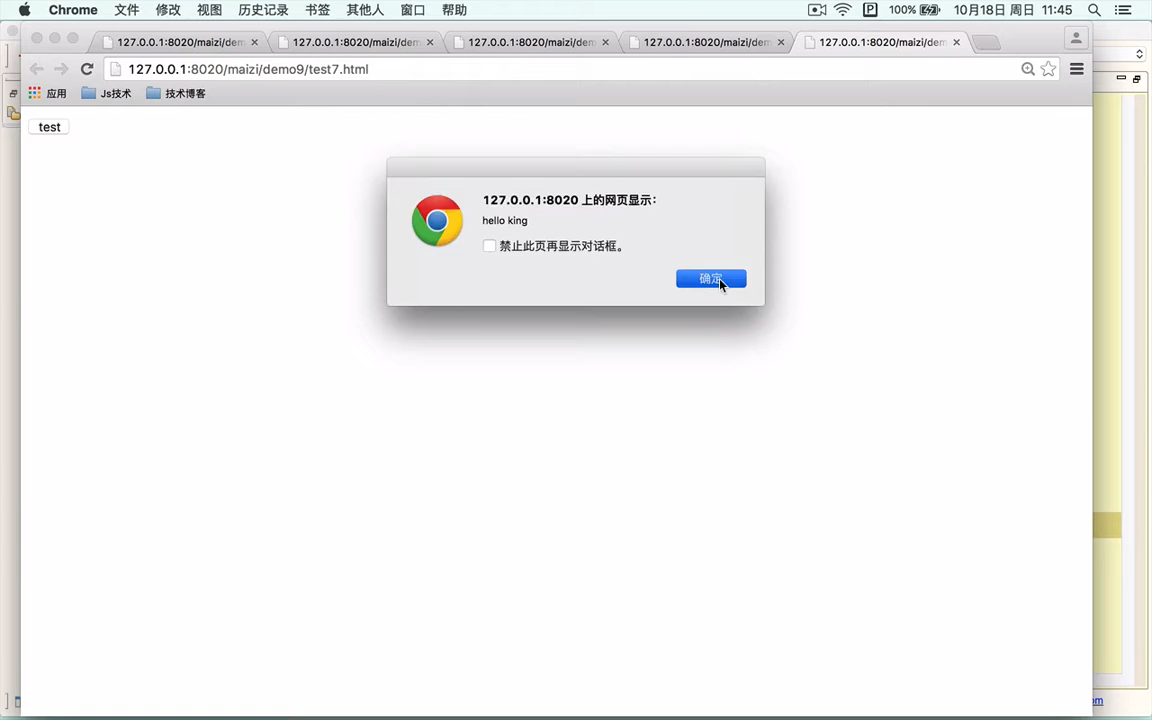 Chrome 文件 修改 视图 历史记录 书签 其他人 窗口 帮助 P 100% 10月18日 周日 11:45
127.0.0.1:8020/maizi/dem 127.0.0.1:8020/maizi/dem 127.0.0.1:8020/maizi/dem 127.0.0.1:8020/maizi/dem 127.0.0.1:8020/maizi/dem
127.0.0.1:8020/maizi/demo9/test7.html
应用 Js技术 技术博客
test
127.0.0.1:8020 上的网页显示：
hello king
禁止此页再显示对话框。
确定
om